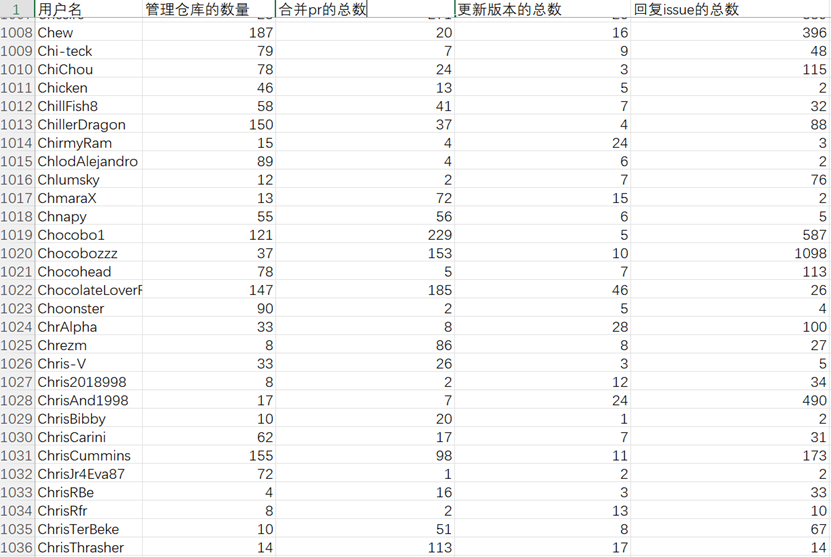 1 用户名 管理仓库的数量 合并pr的总数 更新版本的总数 回复issue的总数
1008 Chew 187 20 16 396
1009 Chi-teck 79 7 9 48
1010 ChiChou 78 24 3 115
1011 Chicken 46 13 5 2
1012 ChillFish8 58 41 7 32
1013 ChillerDragon 150 37 4 88
1014 ChirmyRam 15 4 24 3
1015 ChlodAlejandro 89 4 6 2
1016 Chlumsky 12 2 7 76
1017 ChmaraX 13 72 15 2
1018 Chnapy 55 56 6 5
1019 Chocobo1 121 229 5 587
1020 Chocobozzz 37 153 10 1098
1021 Chocohead 78 5 7 113
1022 ChocolateLoverR 147 185 46 26
1023 Choonster 90 2 5 4
1024 ChrAlpha 33 8 28 100
1025 Chrezm 8 86 8 27
1026 Chris-V 33 26 3 5
1027 Chris2018998 8 2 12 34
1028 ChrisAnd1998 17 7 24 490
1029 ChrisBibby 10 20 1 2
1030 ChrisCarini 62 17 7 31
1031 ChrisCummins 155 98 11 173
1032 ChrisJr4Eva87 72 1 2 2
1033 ChrisRBe 4 16 3 33
1034 ChrisRfr 8 2 13 10
1035 ChrisTerBeke 10 51 8 67
1036 ChrisThrasher 14 113 17 14